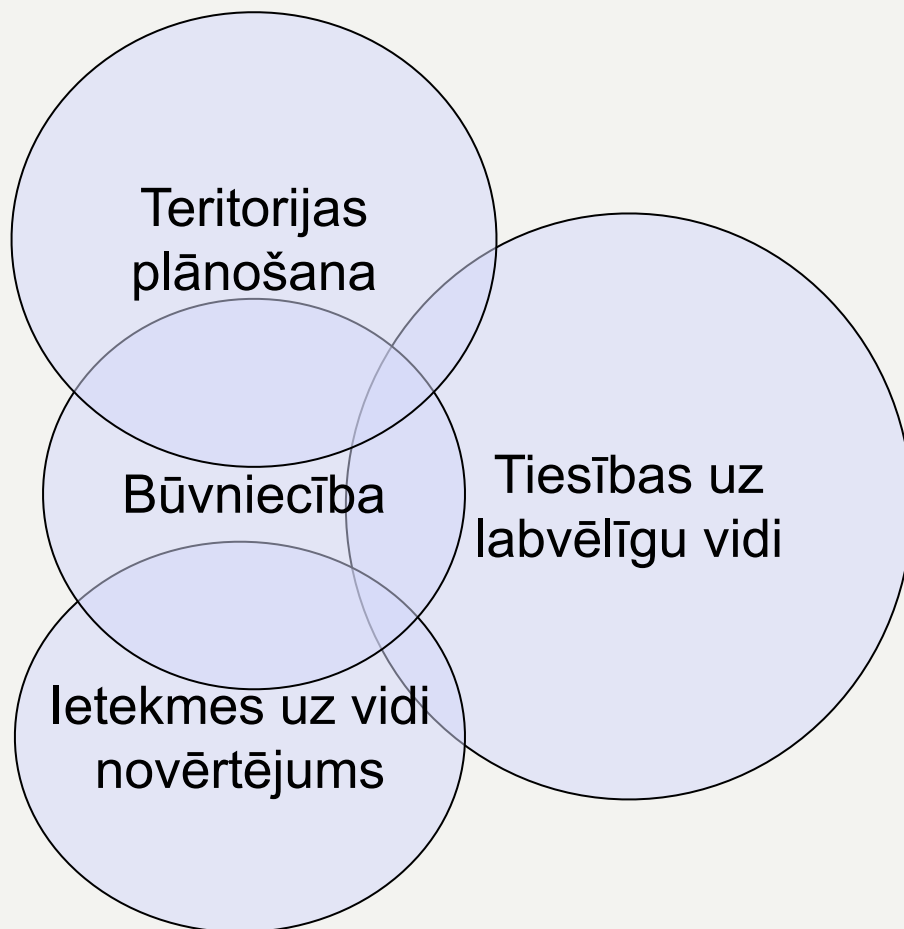 Teritorijas
plānošana
Būvniecība
Tiesības uz
labvēlīgu vidi
Ietekmes uz vidi
novērtējums